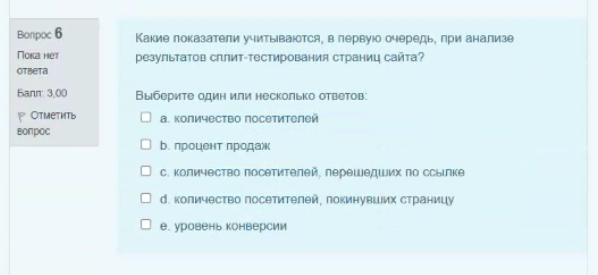 Вопрос 6
Пока нет
ответа
Балл: 3,00
Отметить
вопрос
Какие показатели учитываются, в первую очередь, при анализе
результатов сплит-тестирования страниц сайта?
Выберите один или несколько ответов:
a. количество посетителей
b. процент продаж
c. количество посетителей, перешедших по ссылке
d. количество посетителей, покинувших страницу
e. уровень конверсии